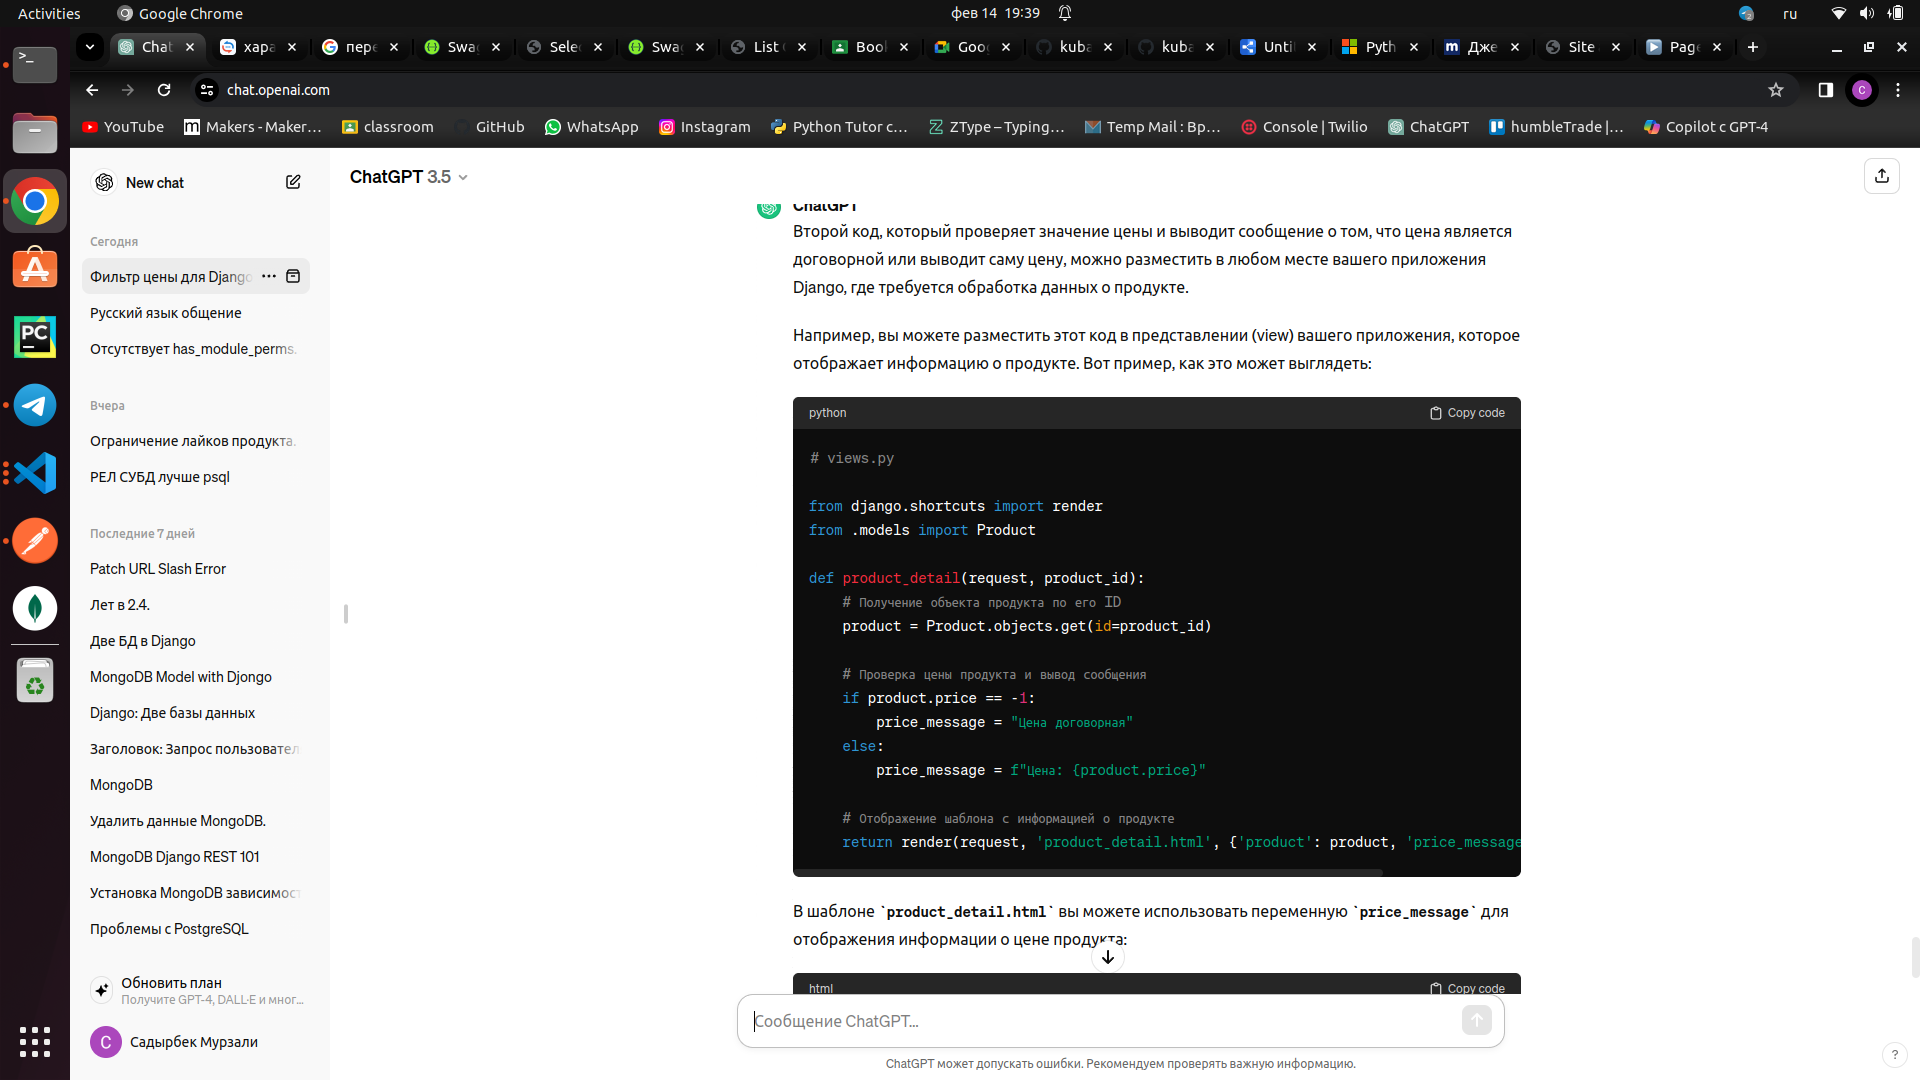 Activities
Google Chrome
фев 14 19:39
ru
Chat
хара
пере
Swa
Sele
Swa
List
Boo
Goo
kuba
kuba
Unti
Pyth
Дже
Site
Page
chat.openai.com
YouTube
Makers - Maker…
classroom
GitHub
WhatsApp
Instagram
Python Tutor c…
ZType – Typing…
Temp Mail : Вр…
Console | Twilio
ChatGPT
humbleTrade |…
Copilot с GPT-4
New chat
Сегодня
Фильтр цены для Django
Русский язык общение
Отсутствует has_module_perms.
Вчера
Ограничение лайков продукта.
РЕЛ СУБД лучше psql
Последние 7 дней
Patch URL Slash Error
Лет в 2.4.
Две БД в Django
MongoDB Model with Djongo
Django: Две базы данных
Заголовок: Запрос пользовател
MongoDB
Удалить данные MongoDB.
MongoDB Django REST 101
Установка MongoDB зависимост
Проблемы с PostgreSQL
Обновить план
Получите GPT-4, DALL·E и мног…
С
Садырбек Мурзали
ChatGPT 3.5
ChatGPT
Второй код, который проверяет значение цены и выводит сообщение о том, что цена является
договорной или выводит саму цену, можно разместить в любом месте вашего приложения
Django, где требуется обработка данных о продукте.
Например, вы можете разместить этот код в представлении (view) вашего приложения, которое
отображает информацию о продукте. Вот пример, как это может выглядеть:
python
Copy code
# views.py
from django.shortcuts import render
from .models import Product
def product_detail(request, product_id):
# Получение объекта продукта по его ID
product = Product.objects.get(id=product_id)
# Проверка цены продукта и вывод сообщения
if product.price == -1:
price_message = "Цена договорная"
else:
price_message = f"Цена: {product.price}"
# Отображение шаблона с информацией о продукте
return render(request, 'product_detail.html', {'product': product, 'price_message
В шаблоне `product_detail.html` вы можете использовать переменную `price_message` для
отображения информации о цене продукта:
html
Copy code
Сообщение ChatGPT…
ChatGPT может допускать ошибки. Рекомендуем проверять важную информацию.
?